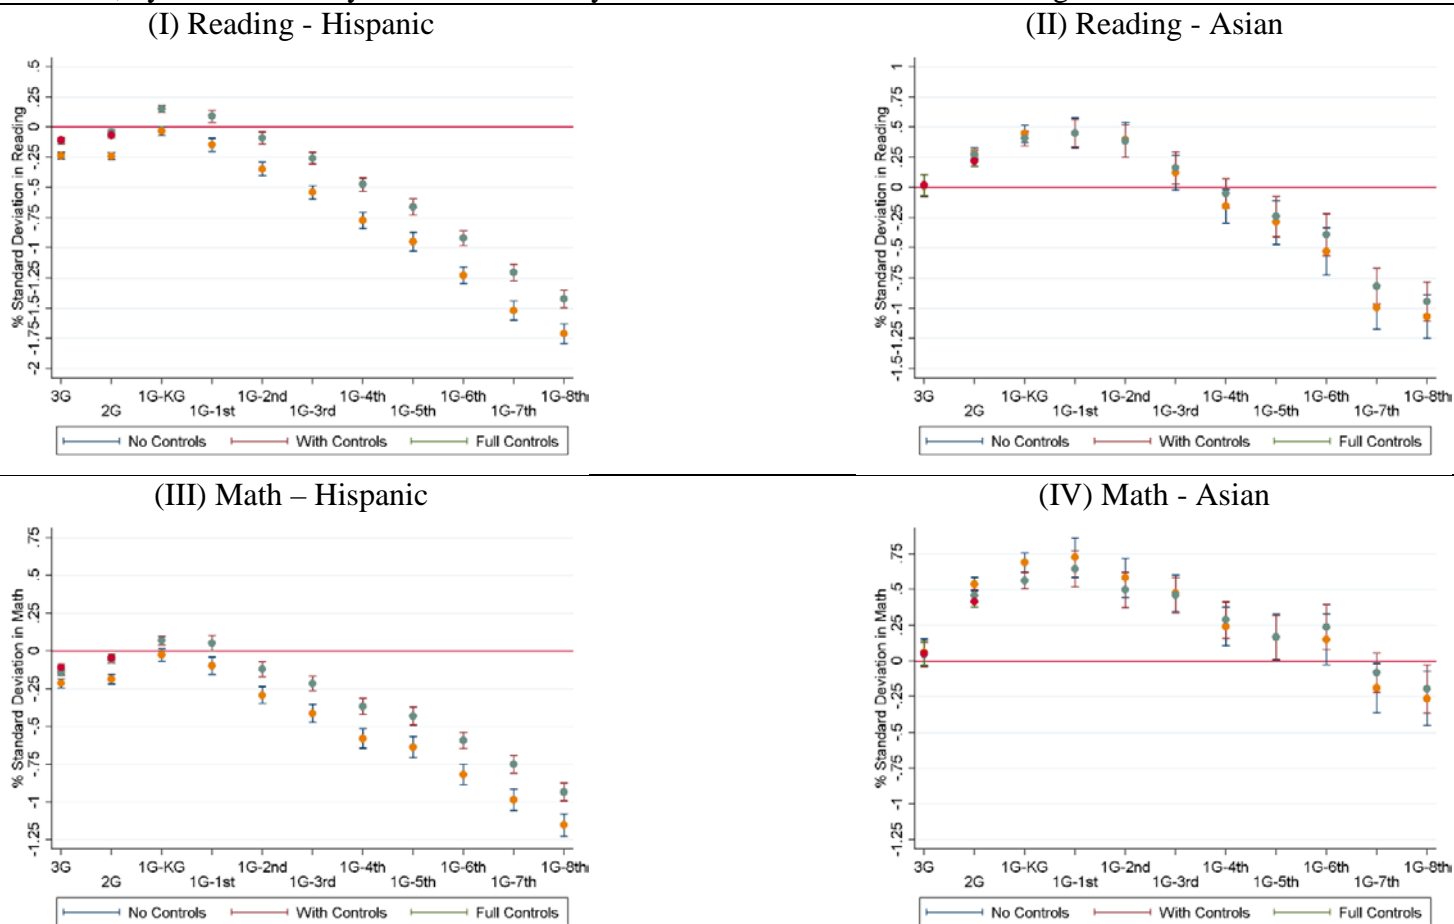 (I) Reading - Hispanic
% Standard Deviation in Reading
.5
.25
0
-.25
-.5
-.75
-1
-1.25
-1.5
-1.75
-2
3G
2G
1G-KG
1G-1st
1G-2nd
1G-3rd
1G-4th
1G-5th
1G-6th
1G-7th
1G-8th
No Controls With Controls Full Controls
(II) Reading - Asian
% Standard Deviation in Reading
1
.75
.5
.25
0
-.25
-.5
-.75
-1
-1.25
-1.5
3G
2G
1G-KG
1G-1st
1G-2nd
1G-3rd
1G-4th
1G-5th
1G-6th
1G-7th
1G-8th
No Controls With Controls Full Controls
(III) Math – Hispanic
% Standard Deviation in Math
.75
.5
.25
0
-.25
-.5
-.75
-1
-1.25
3G
2G
1G-KG
1G-1st
1G-2nd
1G-3rd
1G-4th
1G-5th
1G-6th
1G-7th
1G-8th
No Controls With Controls Full Controls
(IV) Math - Asian
% Standard Deviation in Math
.75
.5
.25
0
-.25
-.5
-.75
-1
-1.25
3G
2G
1G-KG
1G-1st
1G-2nd
1G-3rd
1G-4th
1G-5th
1G-6th
1G-7th
1G-8th
No Controls With Controls Full Controls